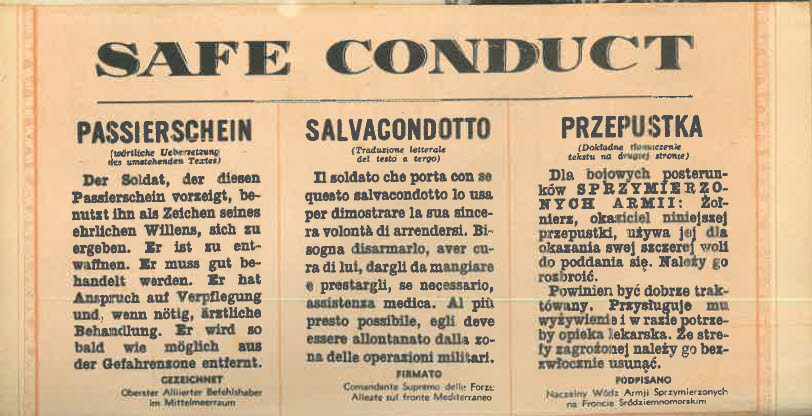 SAFE CONDUCT
PASSIERSCHEIN
(wörtliche Uebersetzung
des umstehenden Textes)
Der Soldat, der diesen
Passierschein vorzeigt, be-
nutzt ihn als Zeichen seines
ehrlichen Willens, sich zu
ergeben. Er ist zu ent-
waffnen. Er muss gut be-
handelt werden. Er hat
Anspruch auf Verpflegung
und, wenn nötig, ärztliche
Behandlung. Er wird so
bald wie möglich aus
der Gefahrenzone entfernt.
GEZEICHNET
Oberster Alliierter Befehlshaber
im Mittelmeerraum
SALVACONDOTTO
(Traduzione letterale
del testo a tergo)
Il soldato che porta con se
questo salvacondotto lo usa
per dimostrare la sua since-
ra volontà di arrendersi. Bi-
sogna disarmarlo, aver cu-
ra di lui, dargli da mangiare
e prestargli, se necessario,
assistenza medica. Al più
presto possibile, egli deve
essere allontanato dalla zo-
na delle operazioni militari.
FIRMATO
Comandante Supremo delle Forze
Alleate sul fronte Mediterraneo
PRZEPUSTKA
(Dokładne tłomaczenie
tekstu na drugiej stronie)
Dla bojowych posterun-
ków SPRZYMIERZO-
NYCH ARMII: Żoł-
nierz, okaziciel niniejszej
przepustki, używa jej dla
okazania swej szczerej woli
do poddania się. Należy go
rozbroić.
Powinien być dobrze trak-
towany. Przysługuje mu
wyżywienie i w razie potrze-
by opieka lekarska. Ze stre-
fy zagrożonej należy go bez-
zwłocznie usunąć.
PODPISANO
Naczelny Wódz Armji Sprzymierzonych
na Froncie Śródziemnomorskim